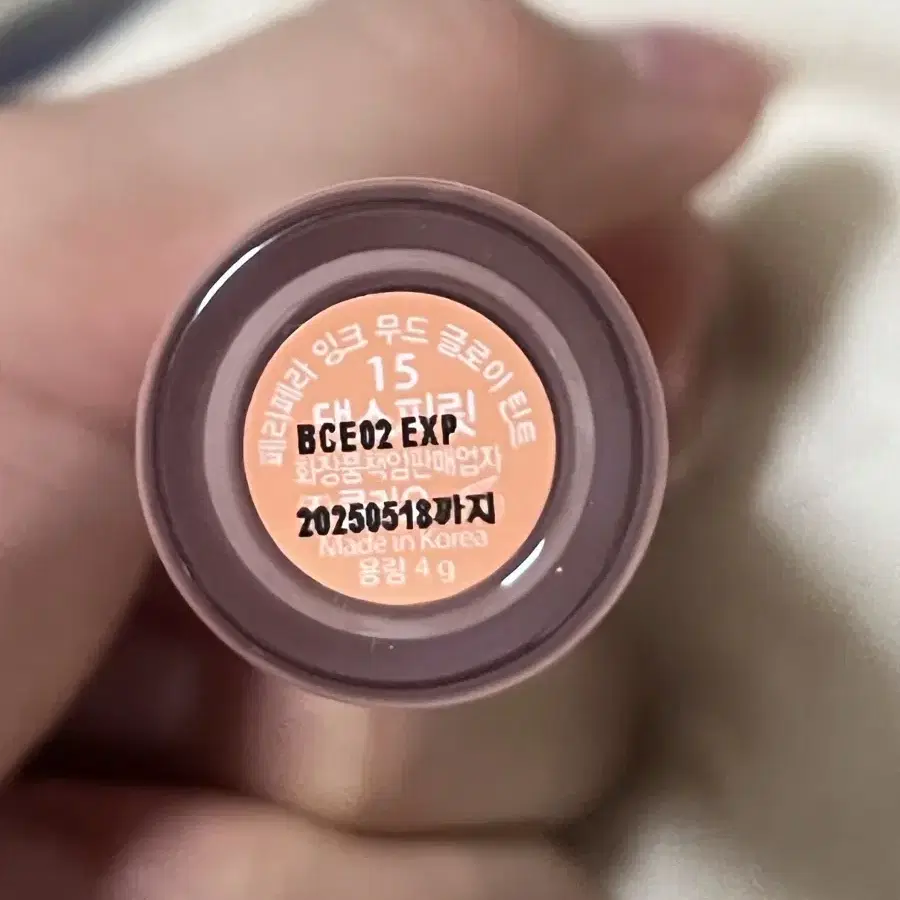 페리페라 잉크 무드 글로이 틴트
15
댄스핀릿
BCE02 EXP
화장품책임판매업자
20250518까지
Made in Korea
용량 4 g